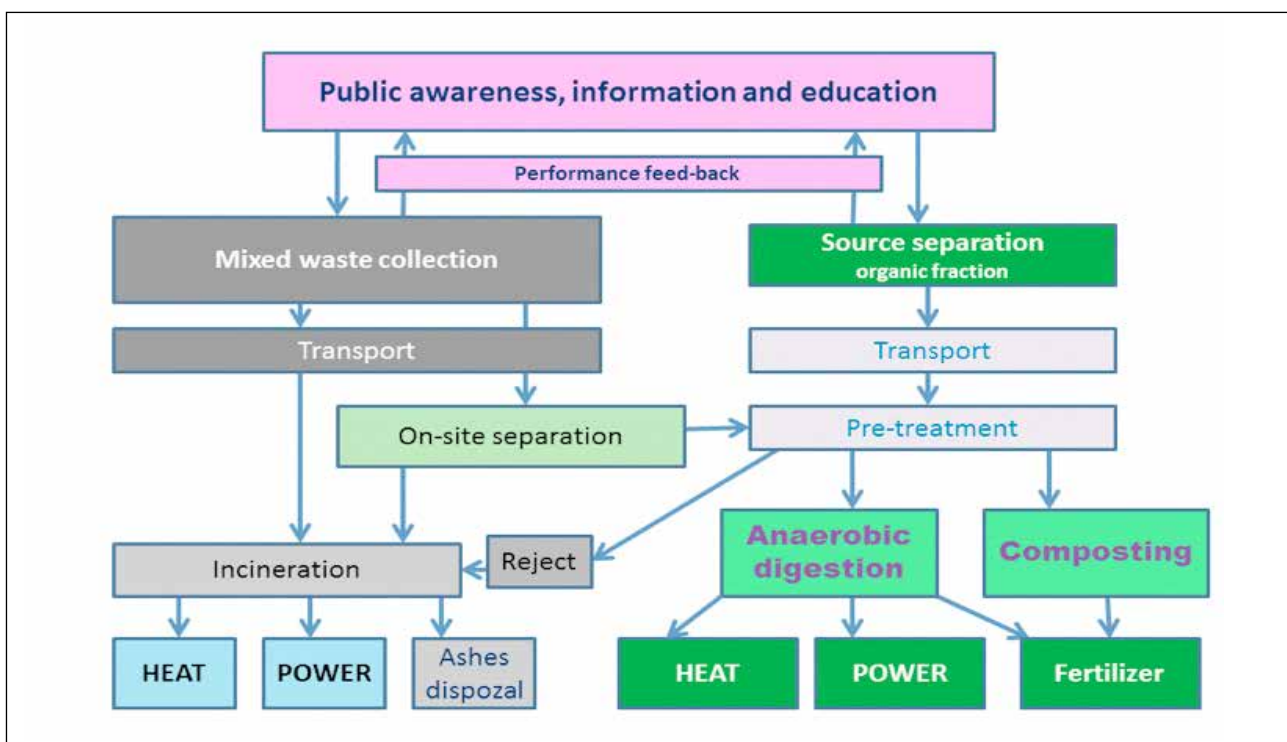 Public awareness, information and education
Performance feed-back
Mixed waste collection
Source separation
organic fraction
Transport
Transport
On-site separation
Pre-treatment
Incineration
Reject
Anaerobic
digestion
Composting
HEAT
POWER
Ashes
dispozal
HEAT
POWER
Fertilizer